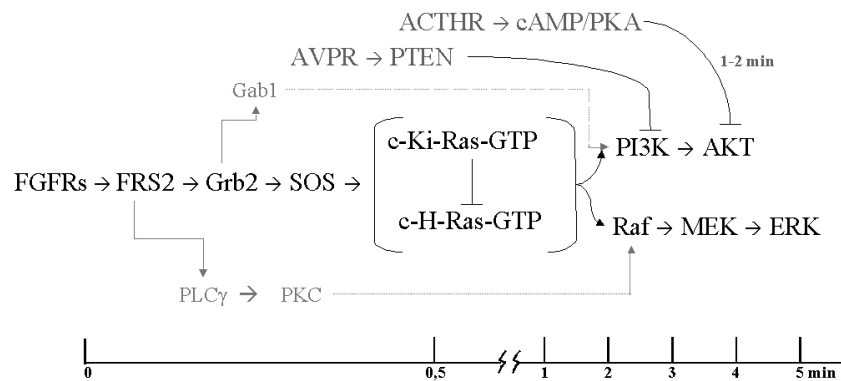 ACTHR → cAMP/PKA
AVPR → PTEN
1-2 min
Gab1
c-Ki-Ras-GTP
PI3K → AKT
FGFRs → FRS2 → Grb2 → SOS →
c-H-Ras-GTP
Raf → MEK → ERK
PLCγ → PKC
0 0,5 1 2 3 4 5 min